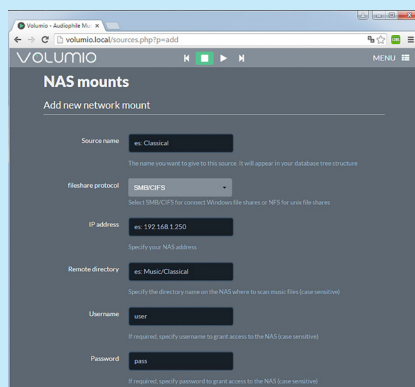 Volumio - Audiophile Mu
volumio.local/sources.php?p=add
VOLUMIO
MENU
NAS mounts
Add new network mount
Source name
es: Classical
The name you want to give to this source. It will appear in your database tree structure
fileshare protocol
SMB/CIFS
Select SMB/CIFS for connect Windows file shares or NFS for unix file shares
IP address
es: 192.168.1.250
Specify your NAS address
Remote directory
es: Music/Classical
Specify the directory name on the NAS where to scan music files (case sensitive)
Username
user
If required, specify username to grant access to the NAS (case sensitive)
Password
pass
If required, specify password to grant access to the NAS (case sensitive)